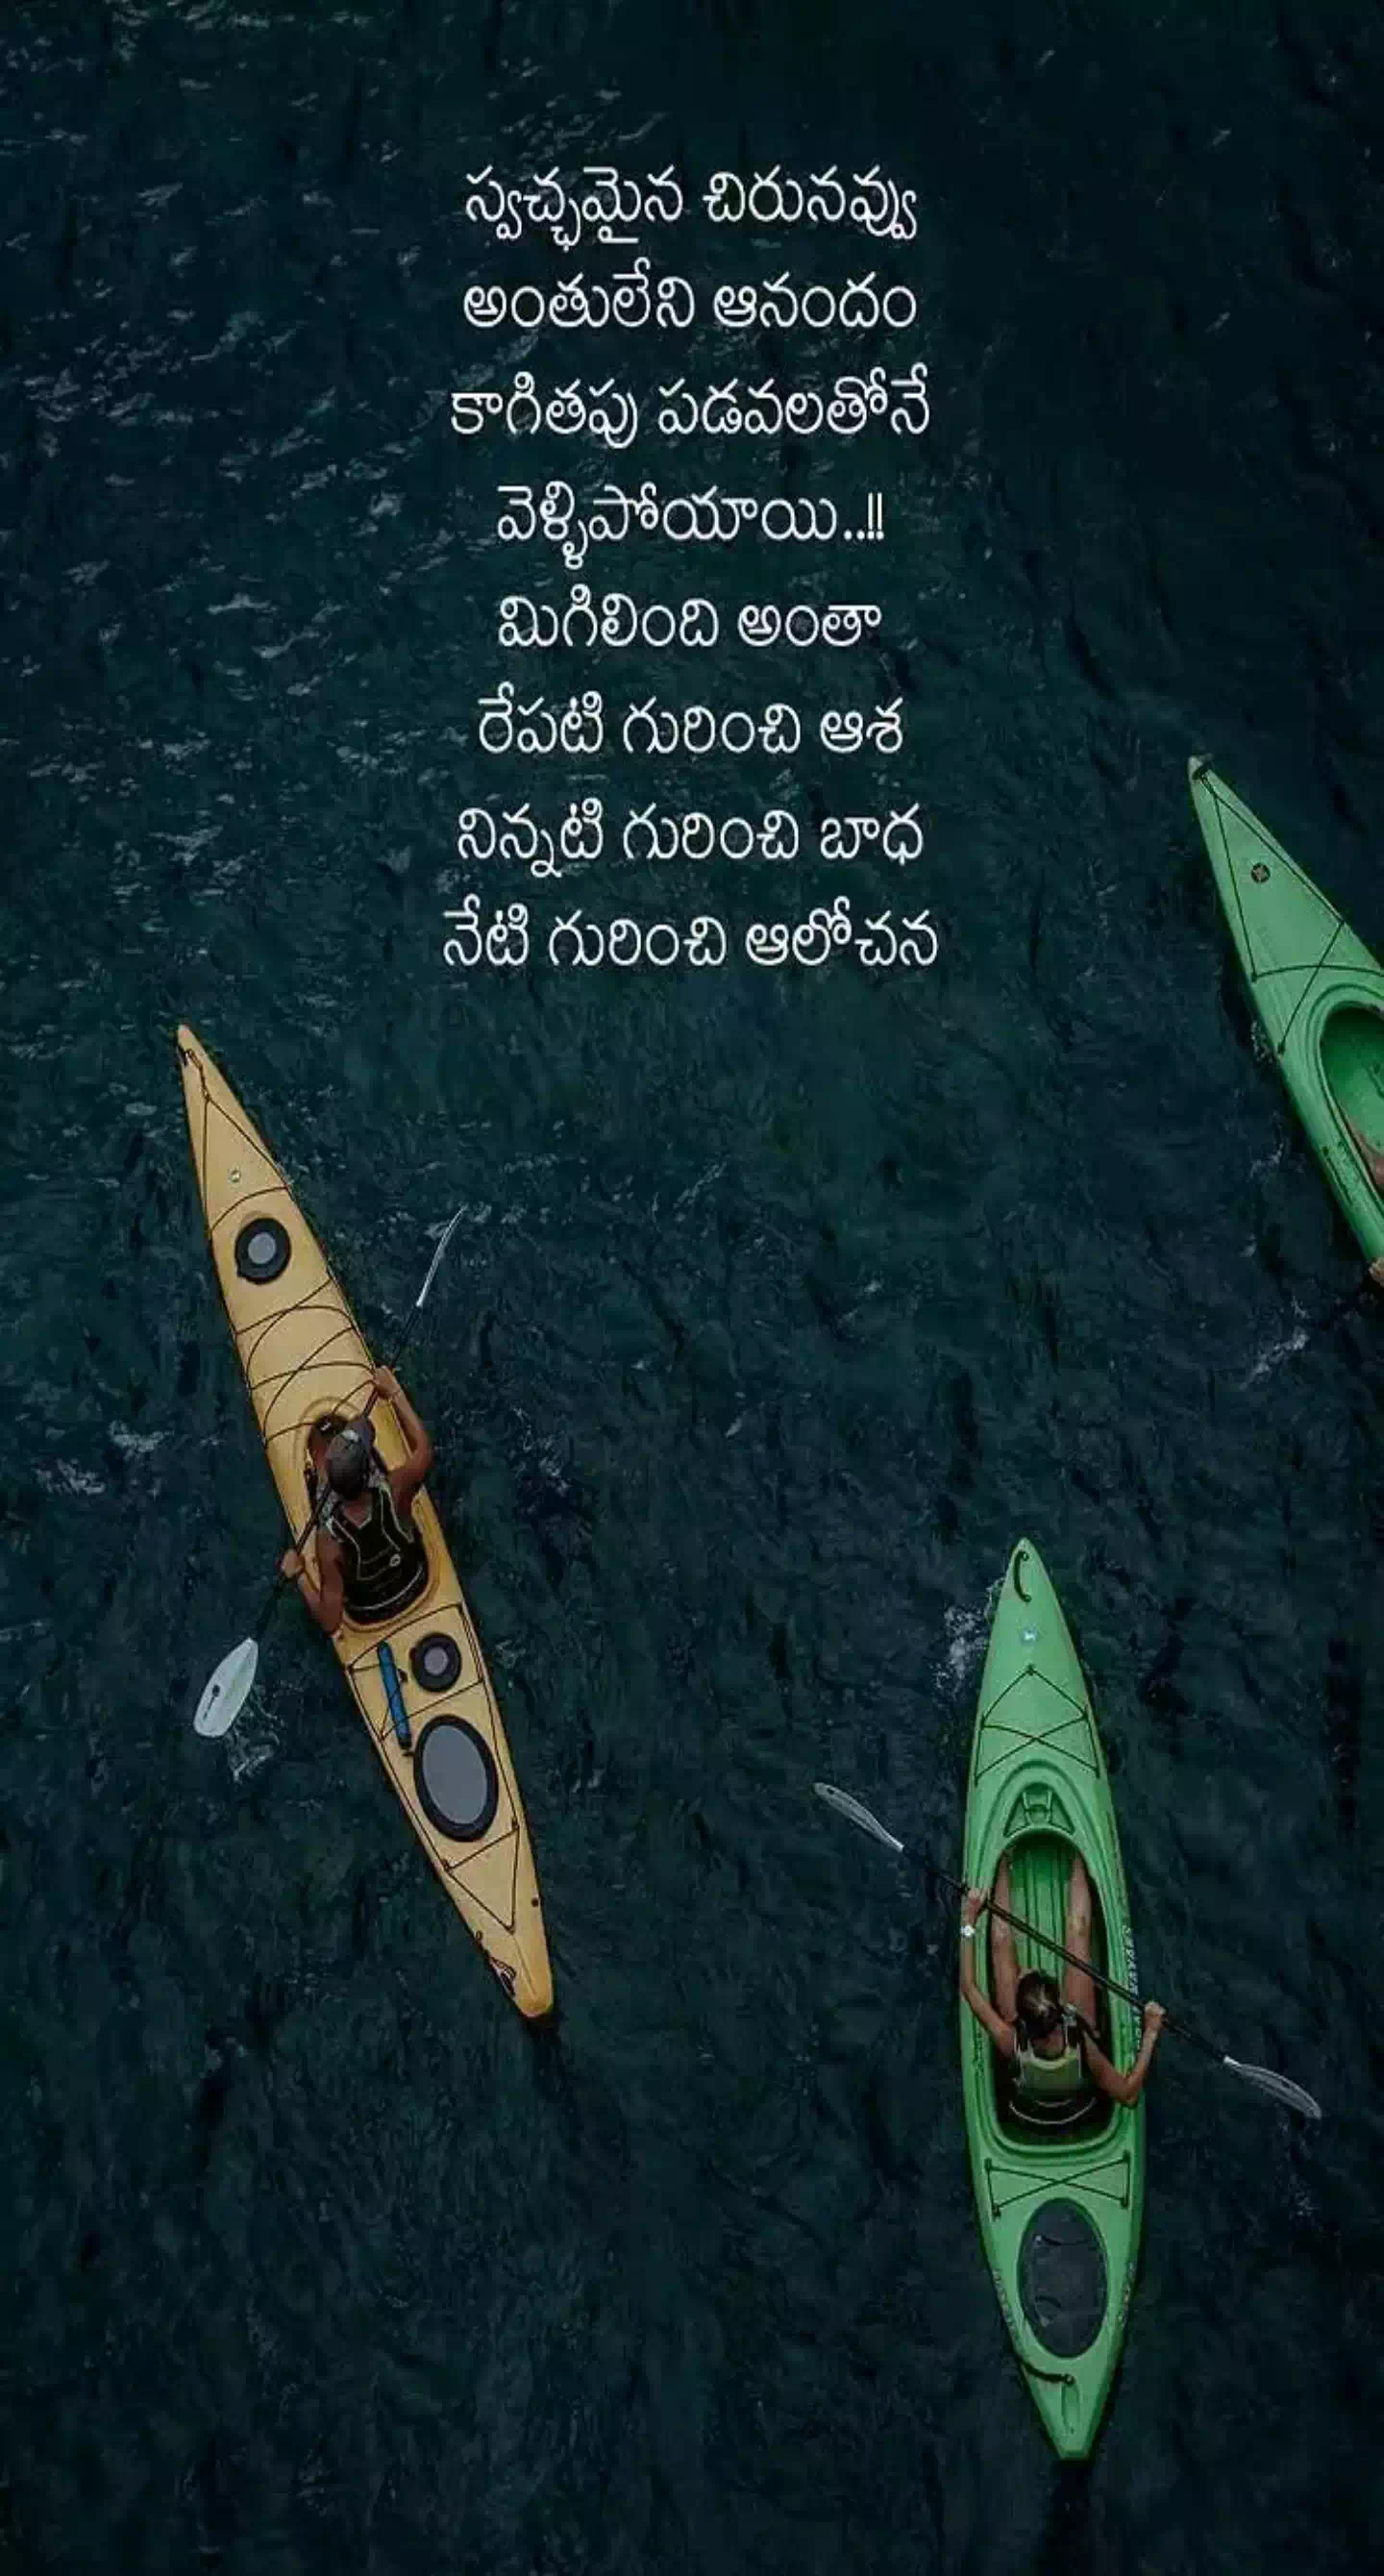 స్వచ్ఛమైన చిరునవ్వు
అంతులేని ఆనందం
కాగితపు పడవలతోనే
వెళ్ళిపోయాయి..!!
మిగిలింది అంతా
రేపటి గురించి ఆశ
నిన్నటి గురించి బాధ
నేటి గురించి ఆలోచన